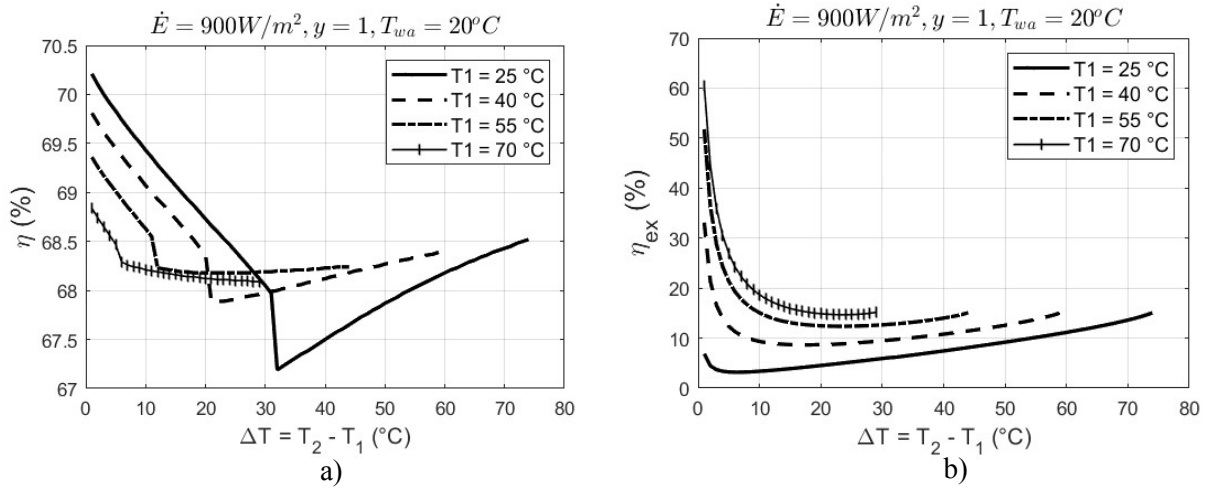 Ė = 900W/m², y = 1, T_wa = 20°C
70.5
70
69.5
69
68.5
68
67.5
67
η (%)
0 10 20 30 40 50 60 70 80
ΔT = T₂ - T₁ (°C)
T1 = 25 °C
T1 = 40 °C
T1 = 55 °C
T1 = 70 °C
a)
Ė = 900W/m², y = 1, T_wa = 20°C
70
60
50
40
30
20
10
0
η_ex (%)
0 10 20 30 40 50 60 70 80
ΔT = T₂ - T₁ (°C)
T1 = 25 °C
T1 = 40 °C
T1 = 55 °C
T1 = 70 °C
b)